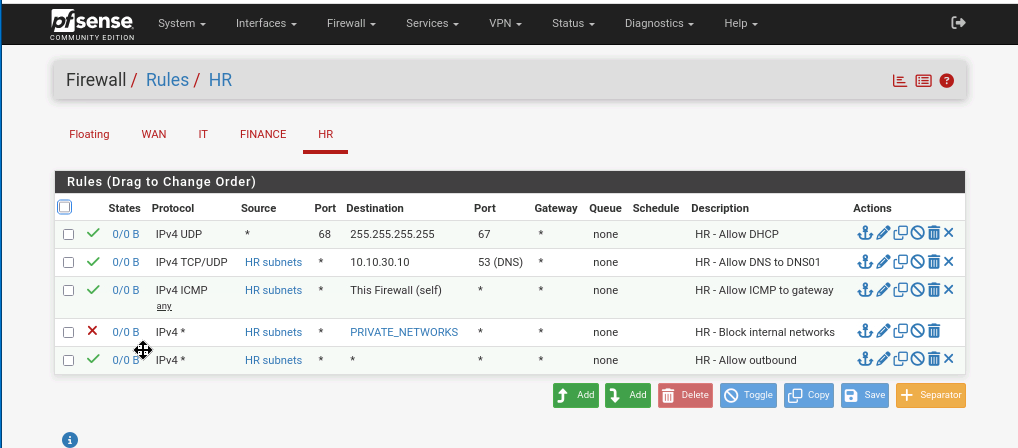 pfsense System Interfaces Firewall Services VPN Status Diagnostics Help
COMMUNITY EDITION
Firewall / Rules / HR
Floating WAN IT FINANCE HR
Rules (Drag to Change Order)
States Protocol Source Port Destination Port Gateway Queue Schedule Description Actions
0/0 B IPv4 UDP * 68 255.255.255.255 67 * none HR - Allow DHCP
0/0 B IPv4 TCP/UDP HR subnets * 10.10.30.10 53 (DNS) * none HR - Allow DNS to DNS01
0/0 B IPv4 ICMP HR subnets * This Firewall (self) * * none HR - Allow ICMP to gateway
any
0/0 B IPv4 * HR subnets * PRIVATE_NETWORKS * * none HR - Block internal networks
0/0 B IPv4 * HR subnets * * * * none HR - Allow outbound
Add Add Delete Toggle Copy Save Separator